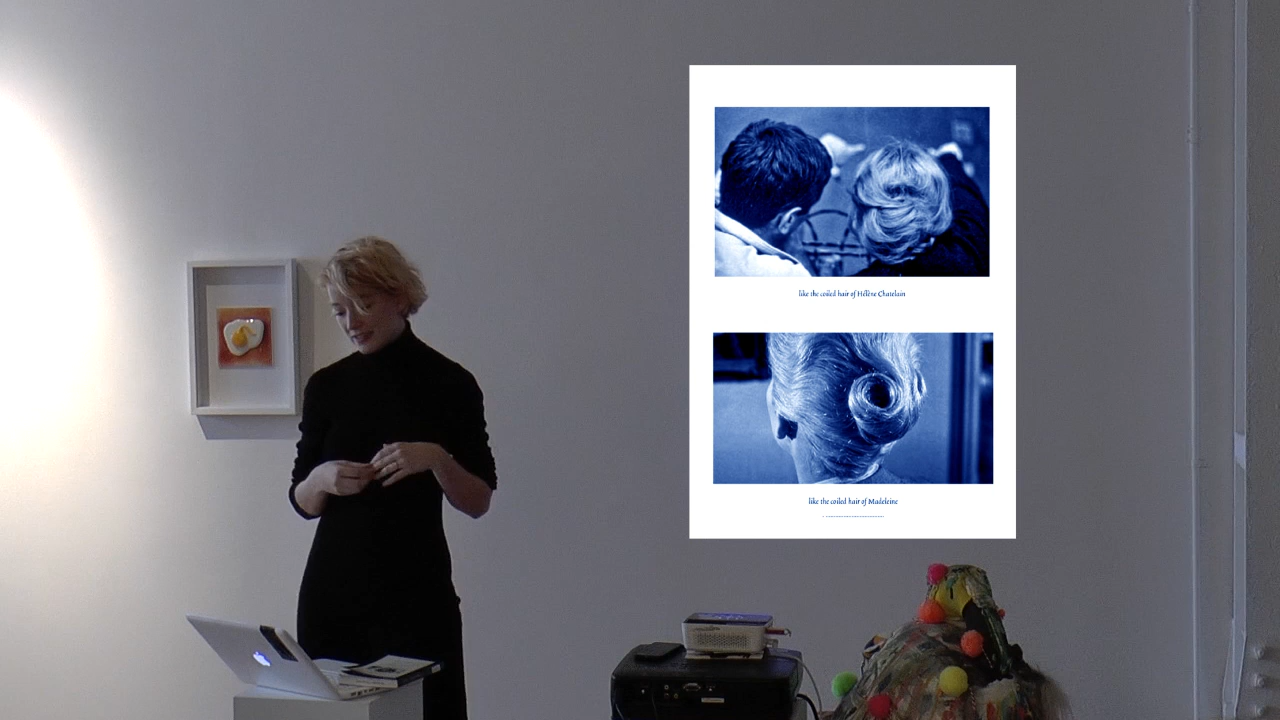 like the coiled hair of Hélène Chatelain
like the coiled hair of Madeleine